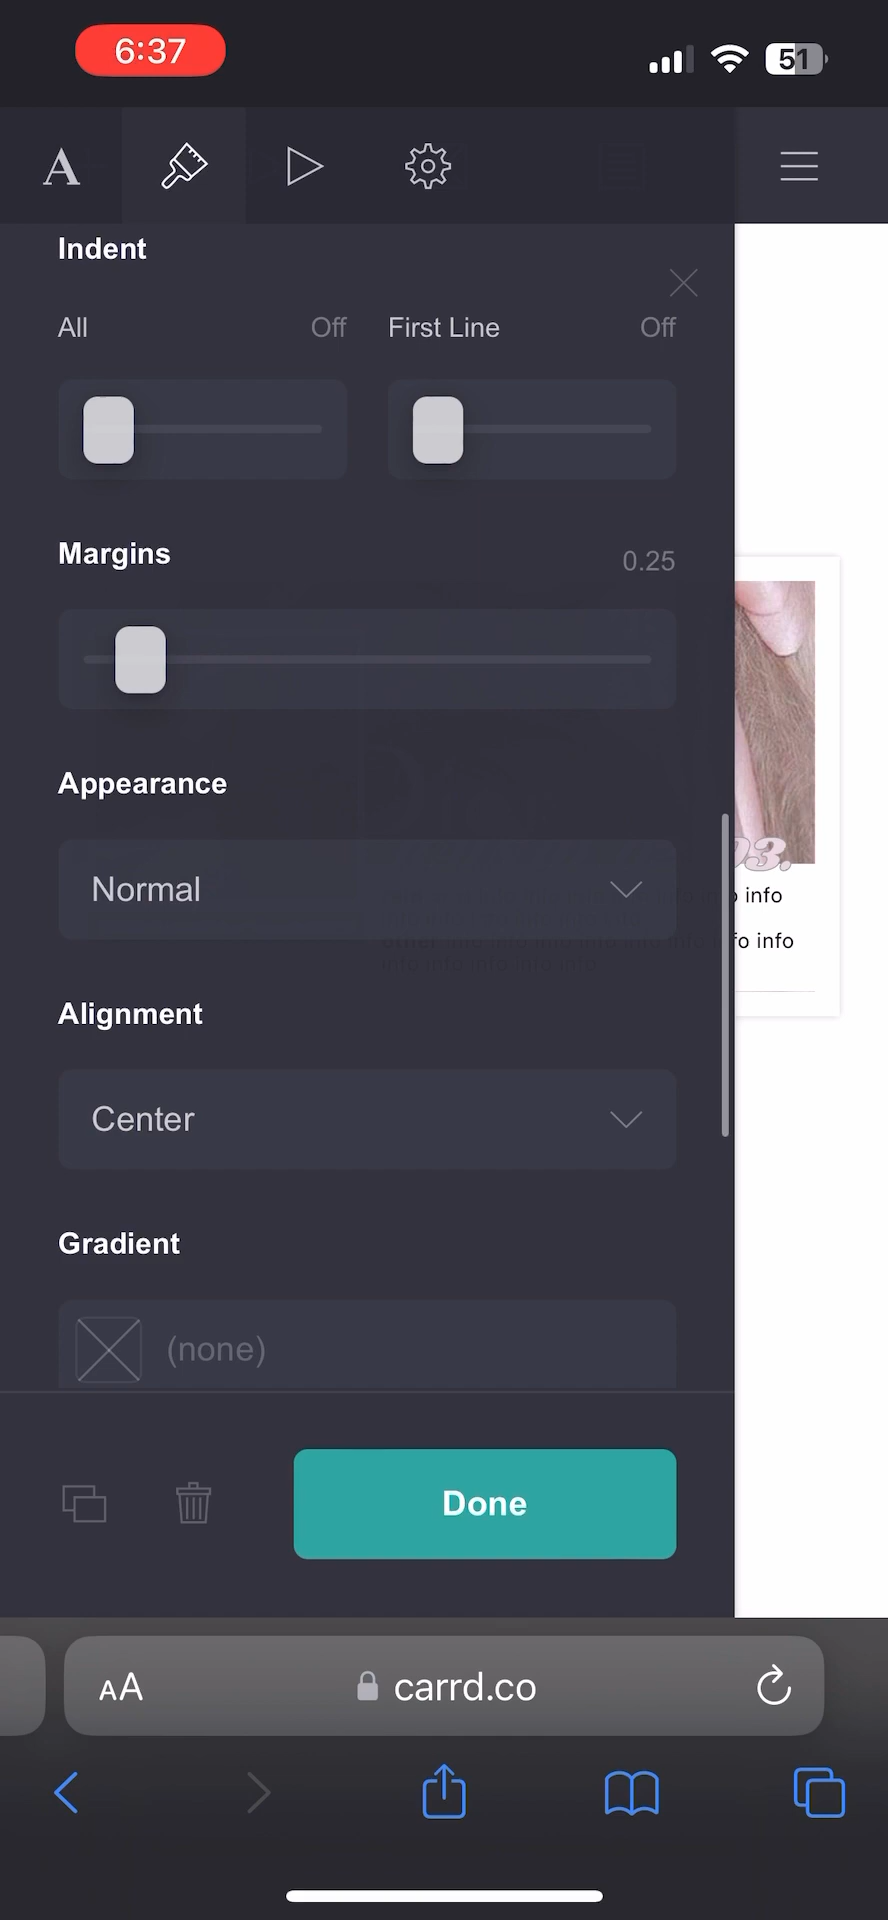 6:37
51
A
Indent
All Off First Line Off
Margins 0.25
Appearance
Normal
03.
info
info
Alignment
Center
Gradient
(none)
Done
AA carrd.co